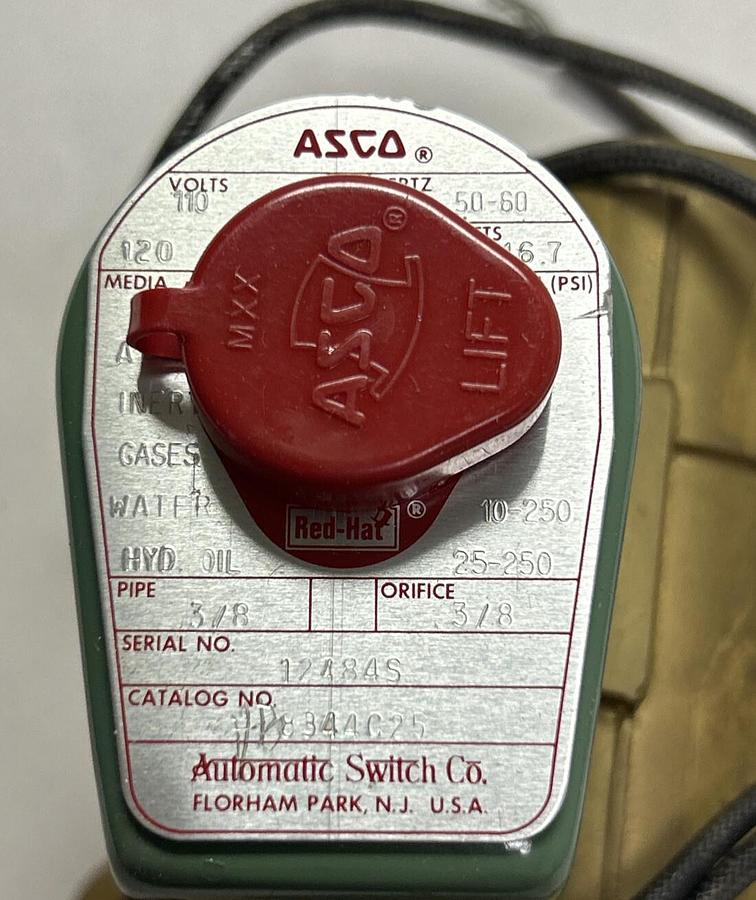 ASCO®
VOLTS
110 50-60
120 16.7
MEDIA (PSI)
MXX ASCO® LIFT
GASES
WATER 10-250
HYD. OIL 25-250
Red-Hat®
PIPE ORIFICE
3/8 3/8
SERIAL NO.
12484S
CATALOG NO.
8344C25
Automatic Switch Co.
FLORHAM PARK, N.J. U.S.A.